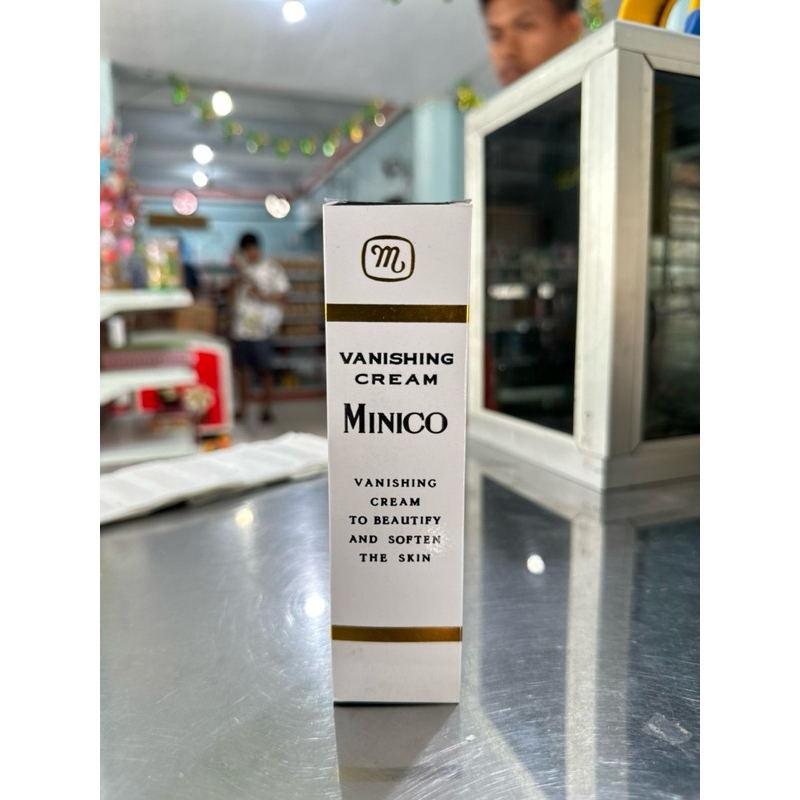 m
VANISHING
CREAM
MINICO
VANISHING
CREAM
TO BEAUTIFY
AND SOFTEN
THE SKIN